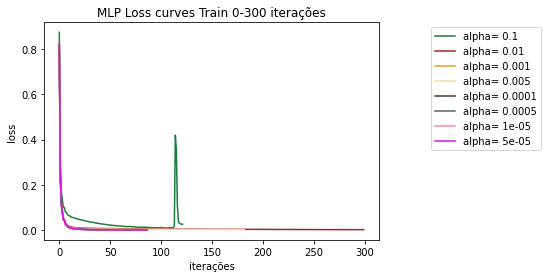 MLP Loss curves Train 0-300 iterações
0.8
0.6
0.4
0.2
0.0
loss
0
50
100
150
200
250
300
iterações
alpha= 0.1
alpha= 0.01
alpha= 0.001
alpha= 0.005
alpha= 0.0001
alpha= 0.0005
alpha= 1e-05
alpha= 5e-05